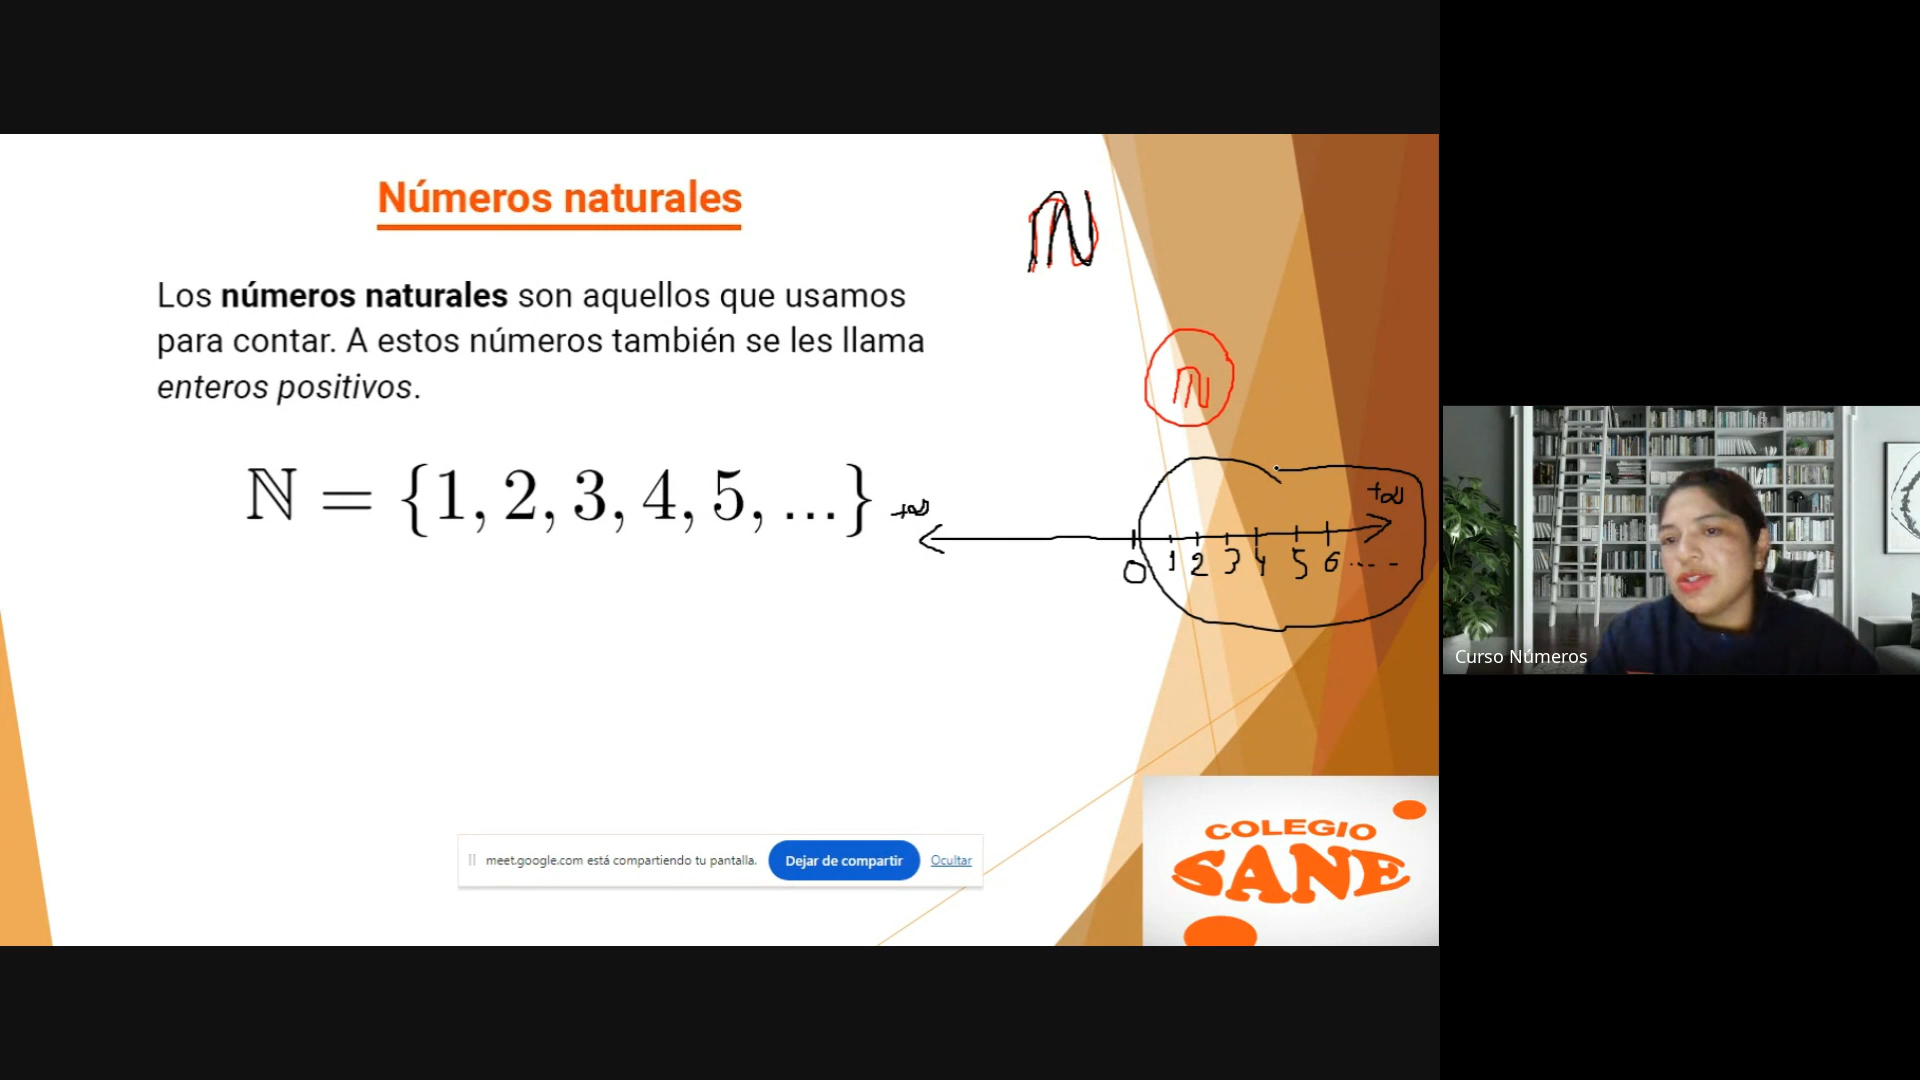 Números naturales
ℕ
Los números naturales son aquellos que usamos
para contar. A estos números también se les llama
enteros positivos.
ℕ
ℕ = {1, 2, 3, 4, 5, ...}
+∞
+∞
0 1 2 3 4 5 6 ......
Curso Números
meet.google.com está compartiendo tu pantalla. Dejar de compartir Ocultar
COLEGIO
SANE